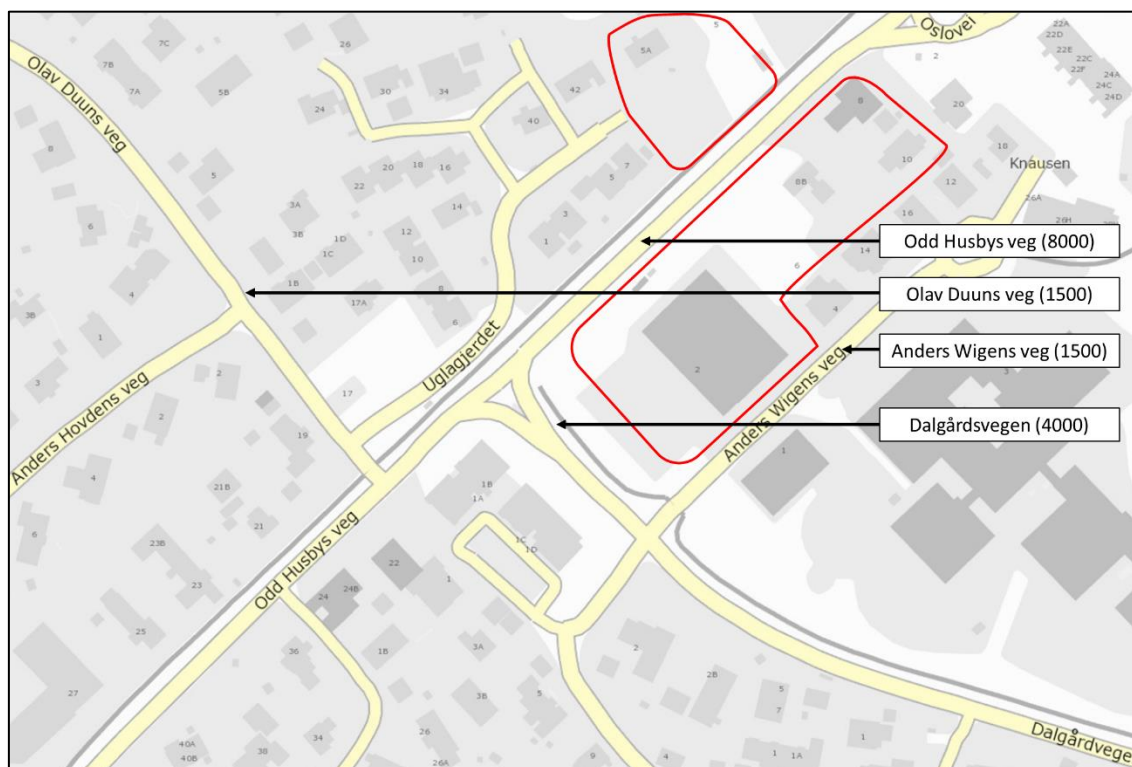 Oslovei
Olav Duuns veg
7C
7B
7A
5B
26
30
34
24
42
40
5A
5
2
22A
22D
22E
22C
22F
24A
24C
24D
8
20
10
18
Knausen
8B
12
16
26A
26H
14
8
5
6
3A
3B
22
20
18
16
14
7
5
3
1
12
10
1D
1C
1B
17A
8
6
4
6
4
Odd Husbys veg (8000)
Olav Duuns veg (1500)
Anders Wigens veg (1500)
Dalgårdsvegen (4000)
3B
1
3
2
2
17
Uglagjerdet
2
3
Anders Wigens veg
1
Anders Hovdens veg
4
6
19
21B
21
23B
23
25
27
Odd Husbys veg
1B
1A
1C
1D
22
24B
24
1
36
1B
3A
3B
5
34
38
40A
40B
26
26A
9
2
2B
5
7
1
1A
1
Dalgårdvege